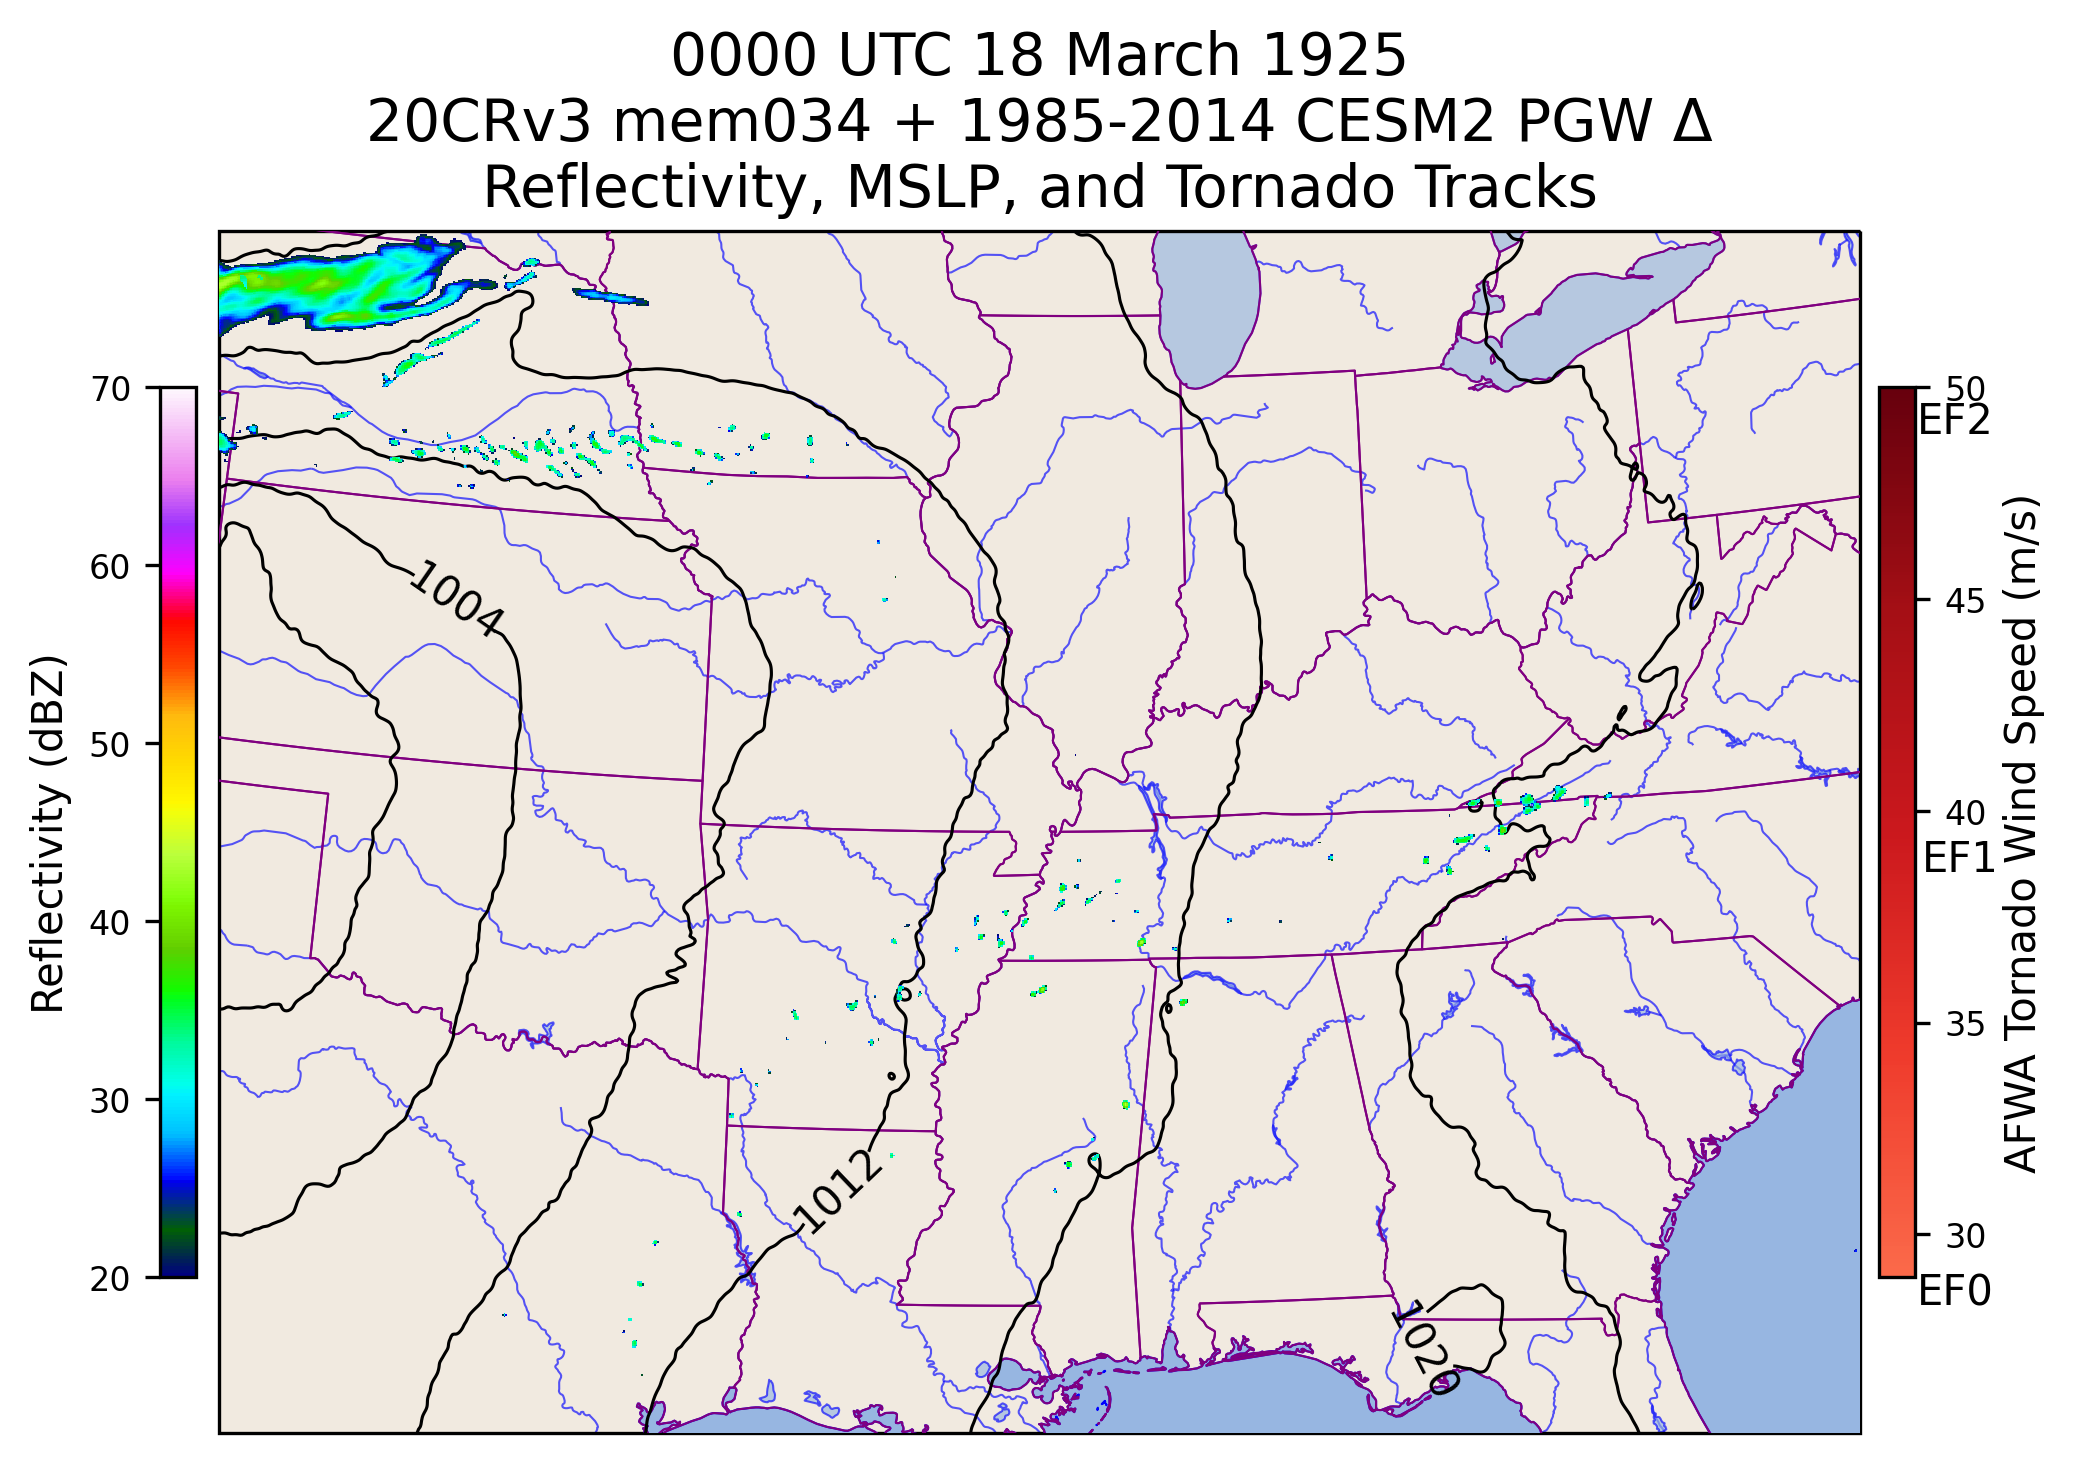 0000 UTC 18 March 1925
20CRv3 mem034 + 1985-2014 CESM2 PGW Δ
Reflectivity, MSLP, and Tornado Tracks
70
60
50
40
30
20
Reflectivity (dBZ)
1004
1012
1020
50
EF2
45
40
EF1
35
30
EF0
AFWA Tornado Wind Speed (m/s)